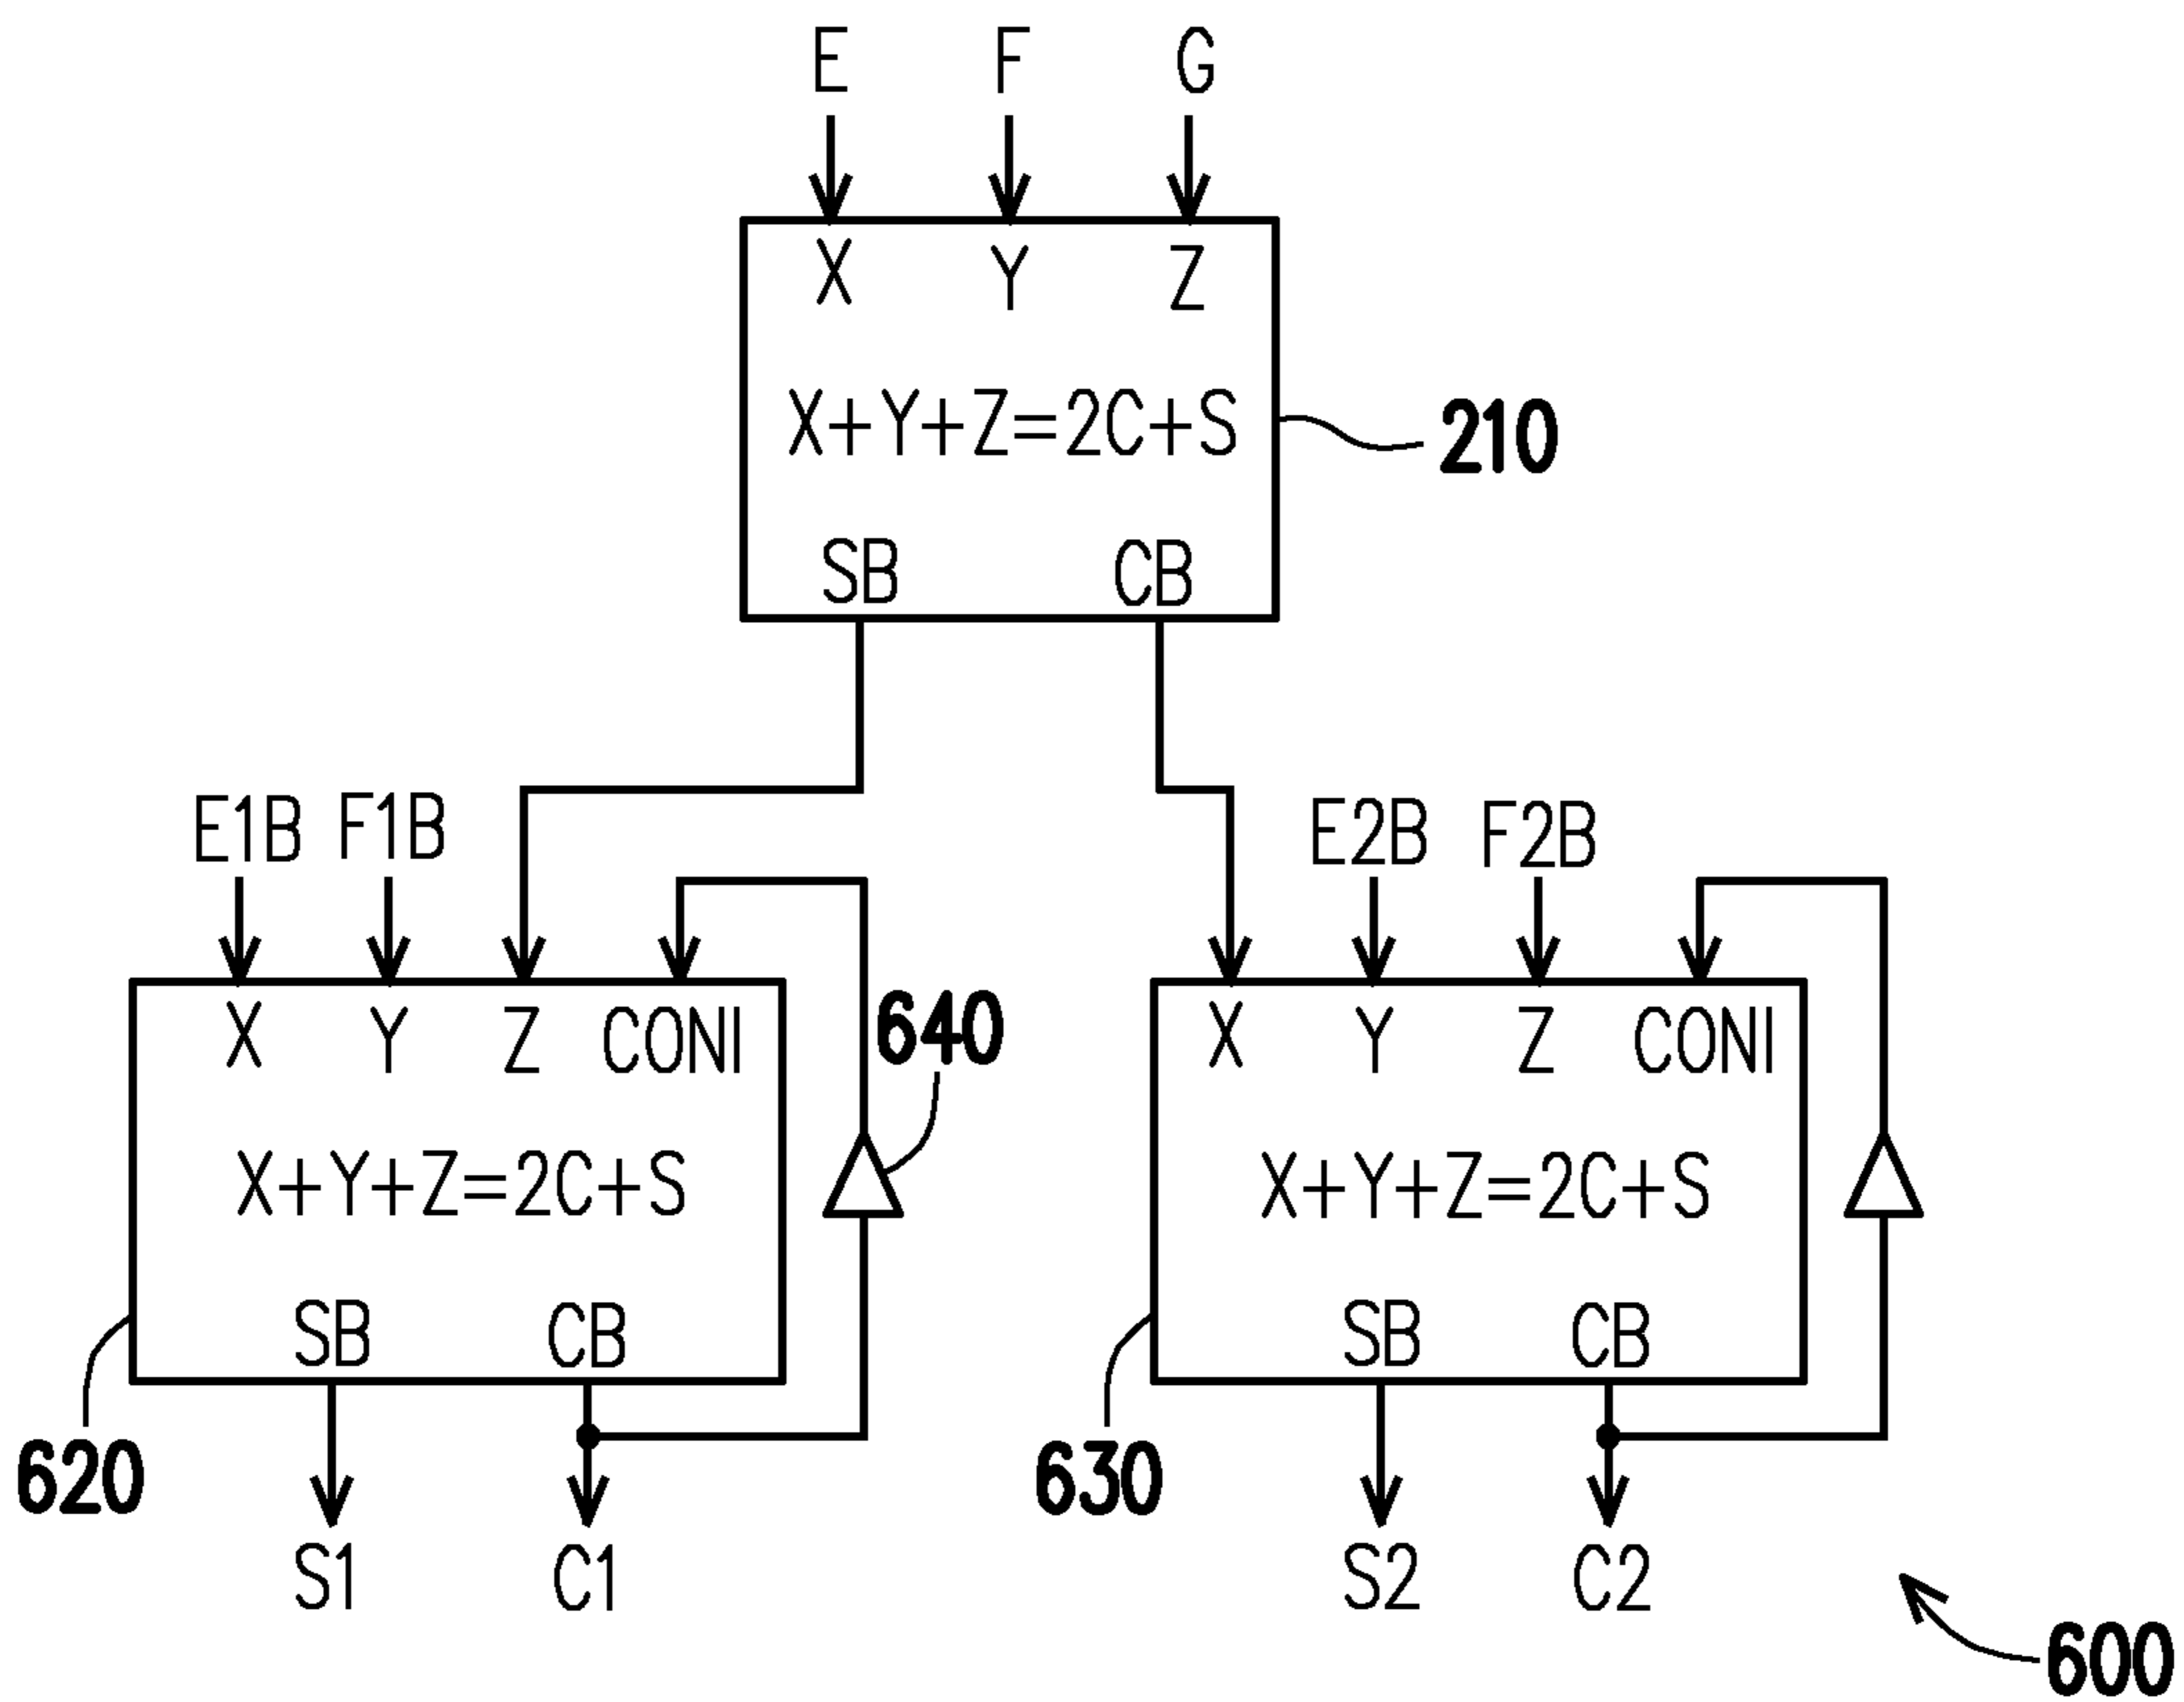 E F G
X Y Z
X+Y+Z=2C+S
210
SB CB
E1B F1B
E2B F2B
X Y Z CONI
640
X Y Z CONI
X+Y+Z=2C+S
X+Y+Z=2C+S
SB CB
SB CB
620
630
S1 C1
S2 C2
600